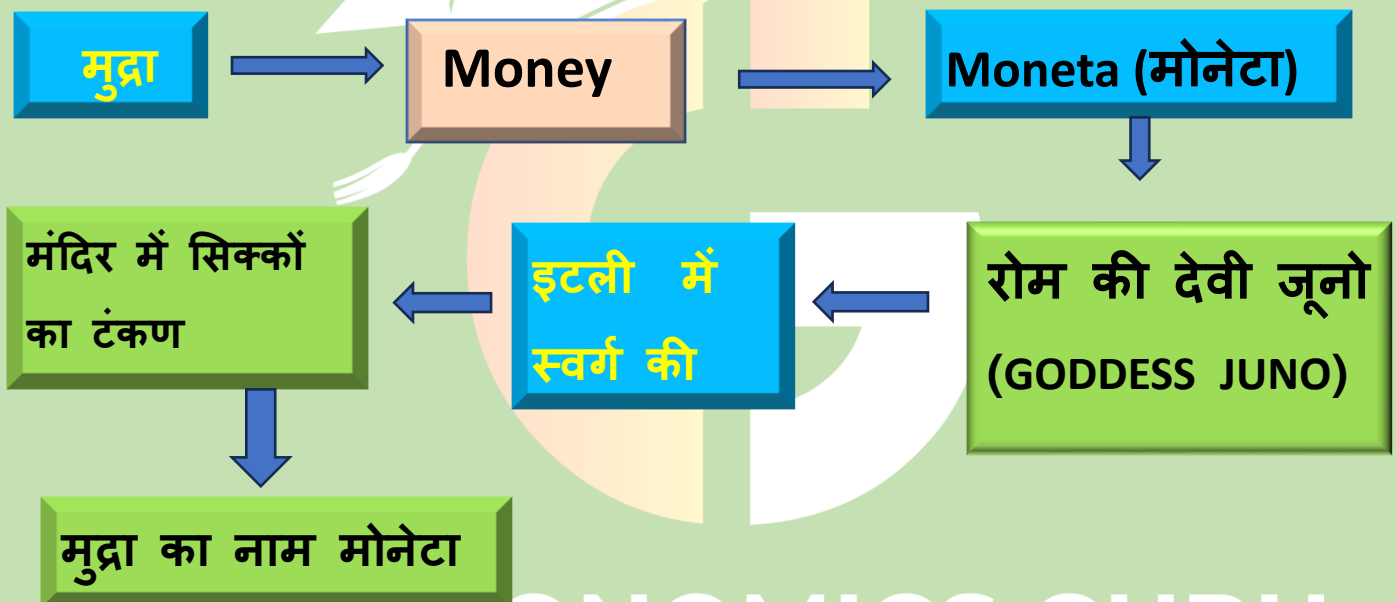 मुद्रा
Money
Moneta (मोनेटा)
रोम की देवी जूनो
(GODDESS JUNO)
इटली में
स्वर्ग की
मंदिर में सिक्कों
का टंकण
मुद्रा का नाम मोनेटा